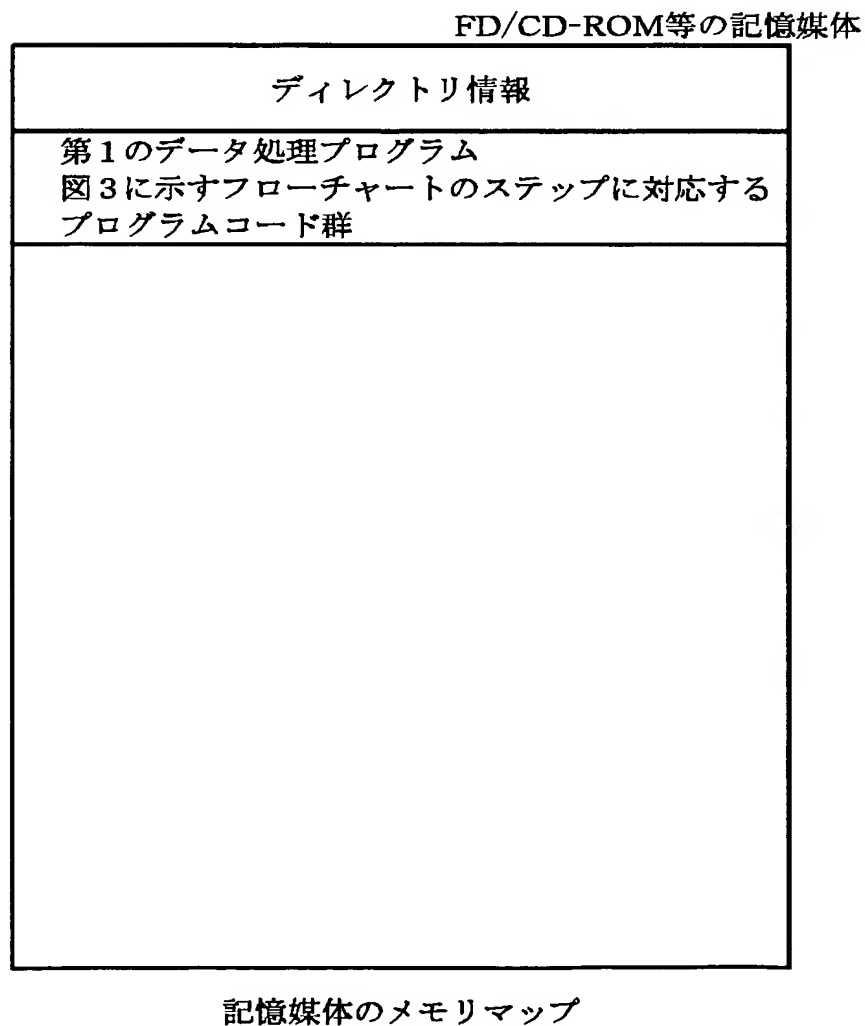 FD/CD-ROM等の記憶媒体
ディレクトリ情報
第1のデータ処理プログラム
図3に示すフローチャートのステップに対応する
プログラムコード群
記憶媒体のメモリマップ